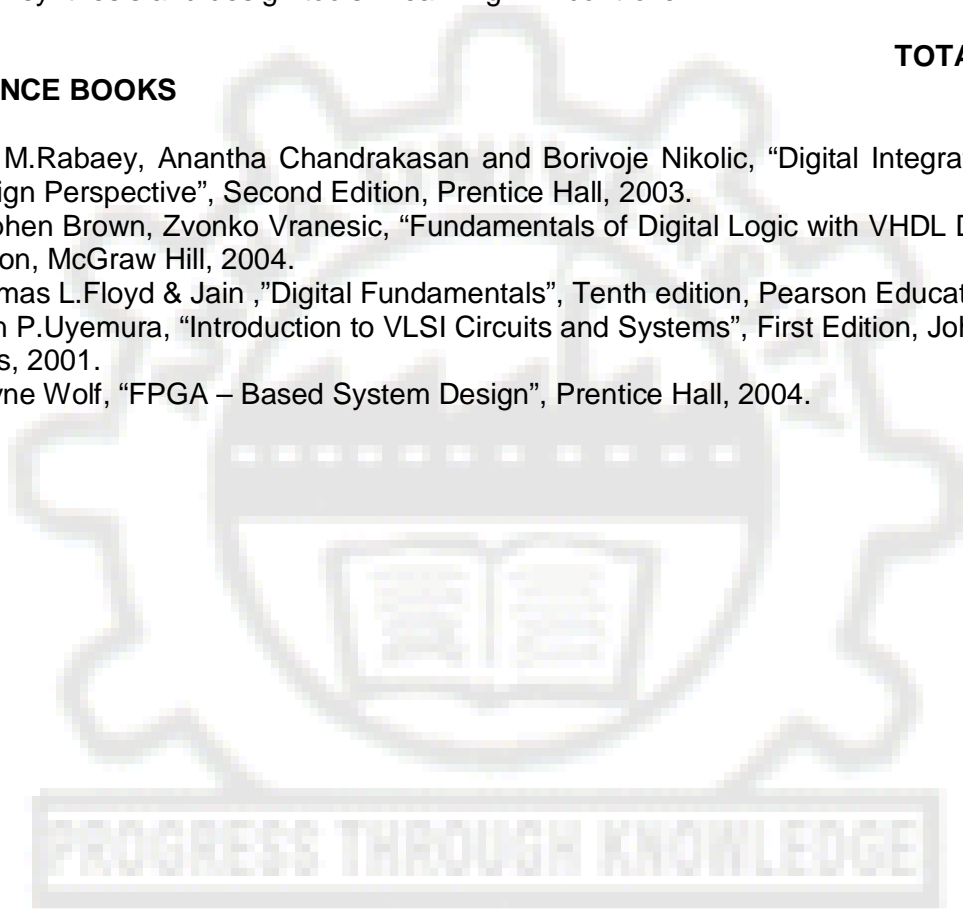 TOTA
NCE BOOKS
M.Rabaey, Anantha Chandrakasan and Borivoje Nikolic, “Digital Integra
ign Perspective”, Second Edition, Prentice Hall, 2003.
ohen Brown, Zvonko Vranesic, “Fundamentals of Digital Logic with VHDL D
on, McGraw Hill, 2004.
mas L.Floyd & Jain ,”Digital Fundamentals”, Tenth edition, Pearson Educat
n P.Uyemura, “Introduction to VLSI Circuits and Systems”, First Edition, Joh
s, 2001.
yne Wolf, “FPGA – Based System Design”, Prentice Hall, 2004.
PROGRESS THROUGH KNOWLEDGE